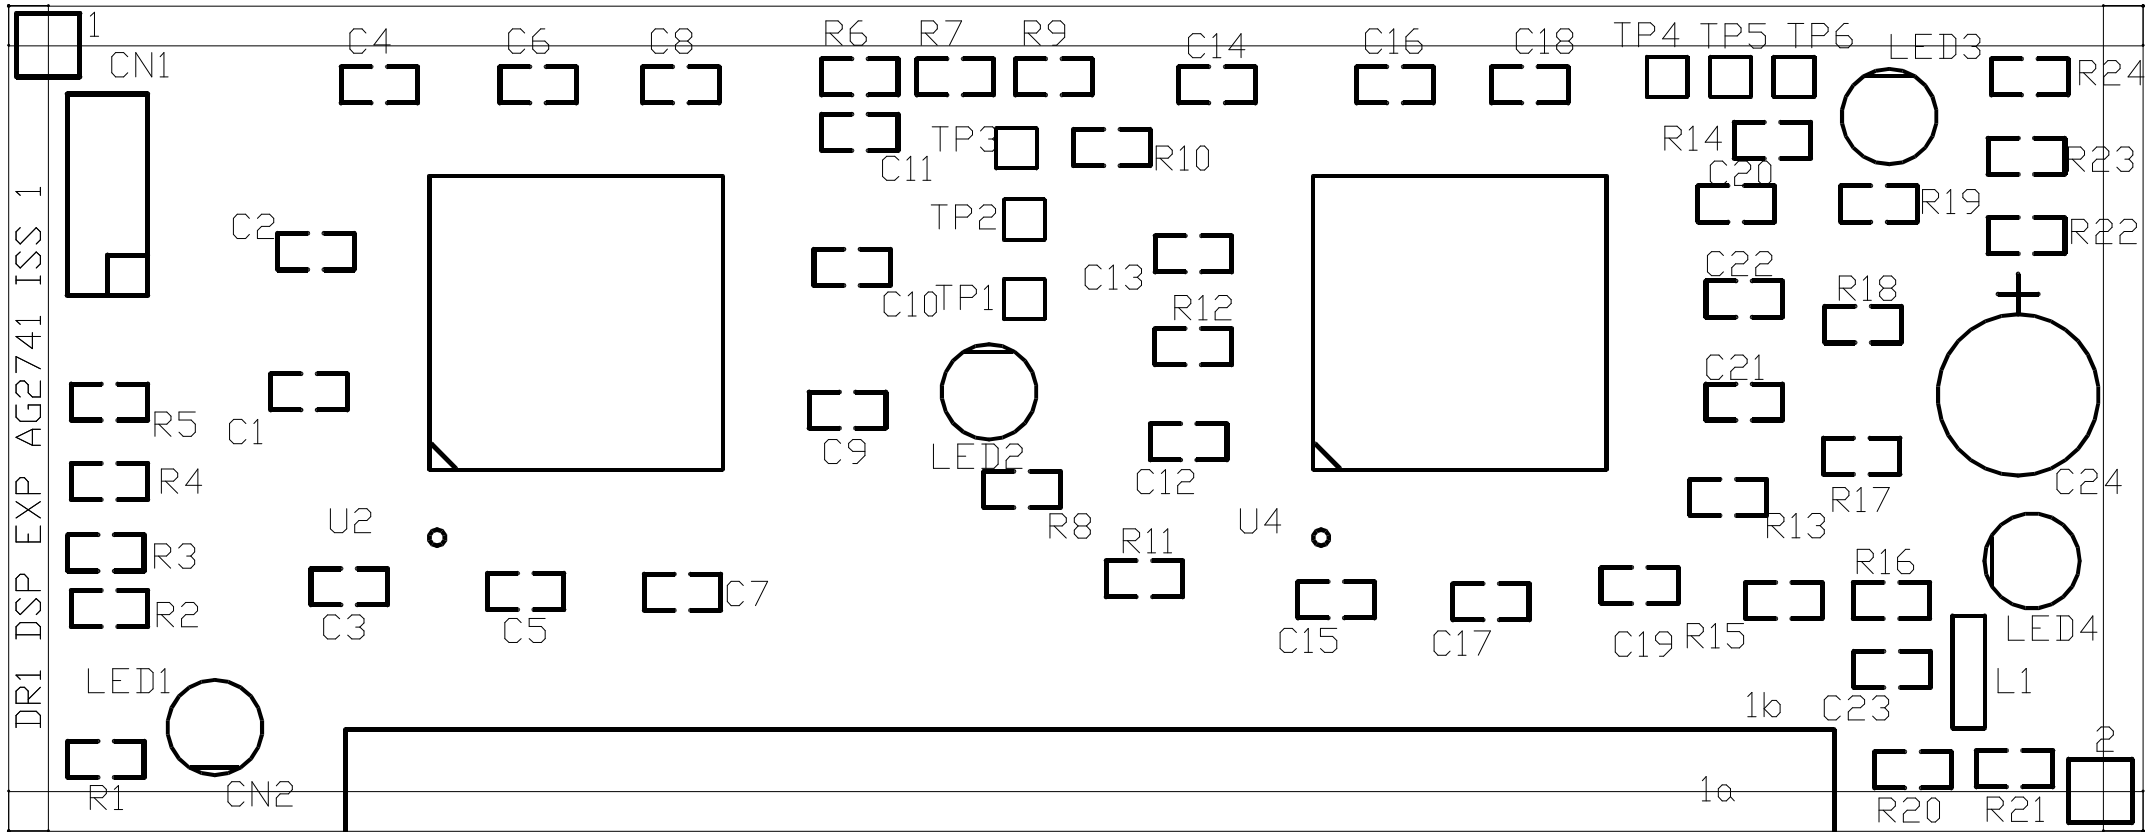 1
CN1
C4
C6
C8
R6
R7
R9
C14
C16
C18
TP4
TP5
TP6
LED3
R24
C11
TP3
R10
R14
C20
R23
C2
TP2
R19
R22
C10
TP1
C13
C22
R12
R18
C21
DR1 DSP EXP AG2741 ISS 1
R5
C1
C9
LED2
C12
R17
C24
R4
U2
R8
U4
R13
R3
R11
R16
R2
C3
C5
C7
C15
C17
C19
R15
LED4
LED1
L1
1b
C23
2
R1
CN2
1a
R20
R21